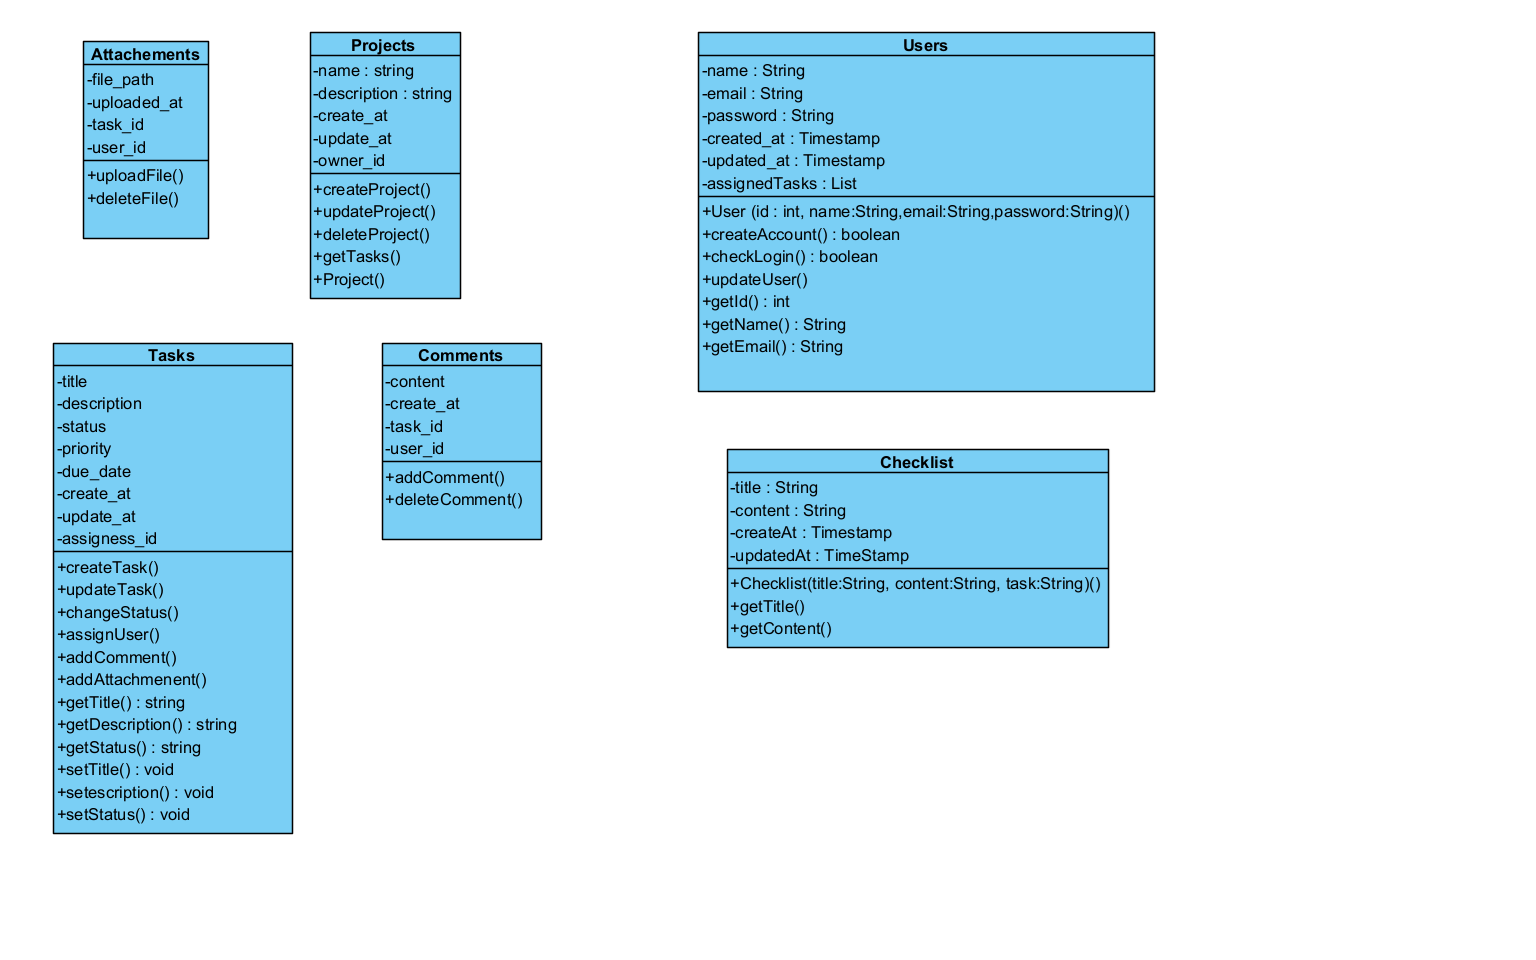 Attachements
-file_path
-uploaded_at
-task_id
-user_id
+uploadFile()
+deleteFile()
Projects
-name : string
-description : string
-create_at
-update_at
-owner_id
+createProject()
+updateProject()
+deleteProject()
+getTasks()
+Project()
Users
-name : String
-email : String
-password : String
-created_at : Timestamp
-updated_at : Timestamp
-assignedTasks : List
+User (id : int, name:String,email:String,password:String)()
+createAccount() : boolean
+checkLogin() : boolean
+updateUser()
+getId() : int
+getName() : String
+getEmail() : String
Tasks
-title
-description
-status
-priority
-due_date
-create_at
-update_at
-assigness_id
+createTask()
+updateTask()
+changeStatus()
+assignUser()
+addComment()
+addAttachmenent()
+getTitle() : string
+getDescription() : string
+getStatus() : string
+setTitle() : void
+setescription() : void
+setStatus() : void
Comments
-content
-create_at
-task_id
-user_id
+addComment()
+deleteComment()
Checklist
-title : String
-content : String
-createAt : Timestamp
-updatedAt : TimeStamp
+Checklist(title:String, content:String, task:String)()
+getTitle()
+getContent()